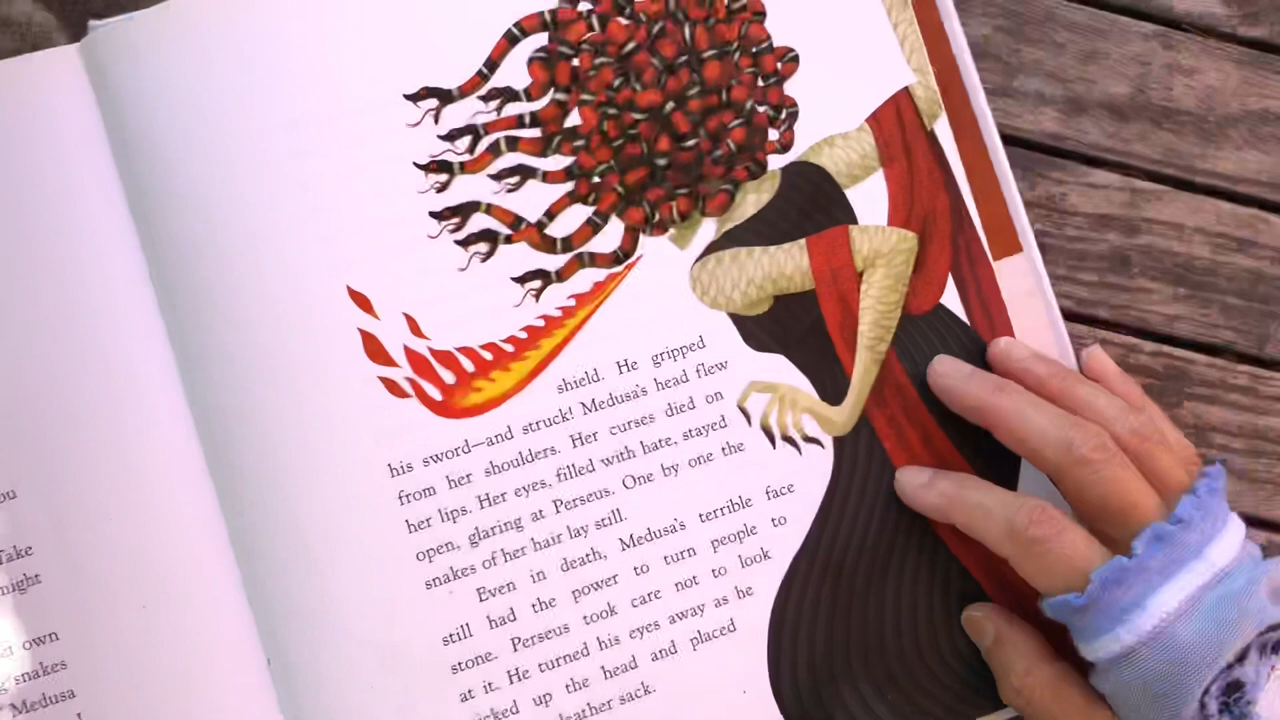 Take
night
own
snakes
Medusa
shield. He gripped
his sword—and struck! Medusa's head flew
from her shoulders. Her curses died on
her lips. Her eyes, filled with hate, stayed
open, glaring at Perseus. One by one the
snakes of her hair lay still.
Even in death, Medusa's terrible face
still had the power to turn people to
stone. Perseus took care not to look
at it. He turned his eyes away as he
up the head and placed
sack.